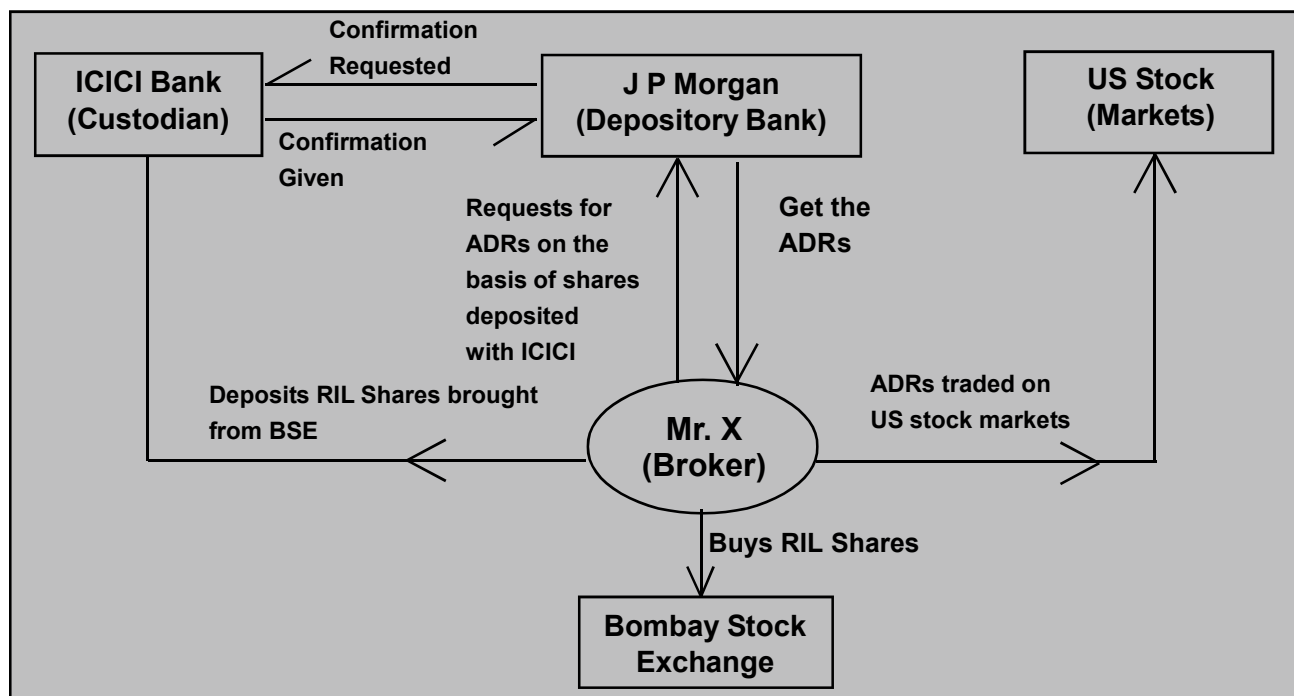 Confirmation
Requested
ICICI Bank
(Custodian)
J P Morgan
(Depository Bank)
US Stock
(Markets)
Confirmation
Given
Requests for
ADRs on the
basis of shares
deposited
with ICICI
Get the
ADRs
Deposits RIL Shares brought
from BSE
Mr. X
(Broker)
ADRs traded on
US stock markets
Buys RIL Shares
Bombay Stock
Exchange